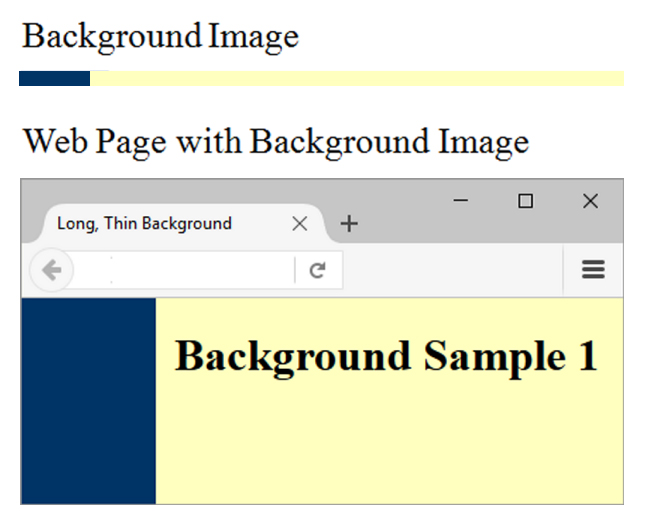 Background Image
Web Page with Background Image
Long, Thin Background
Background Sample 1